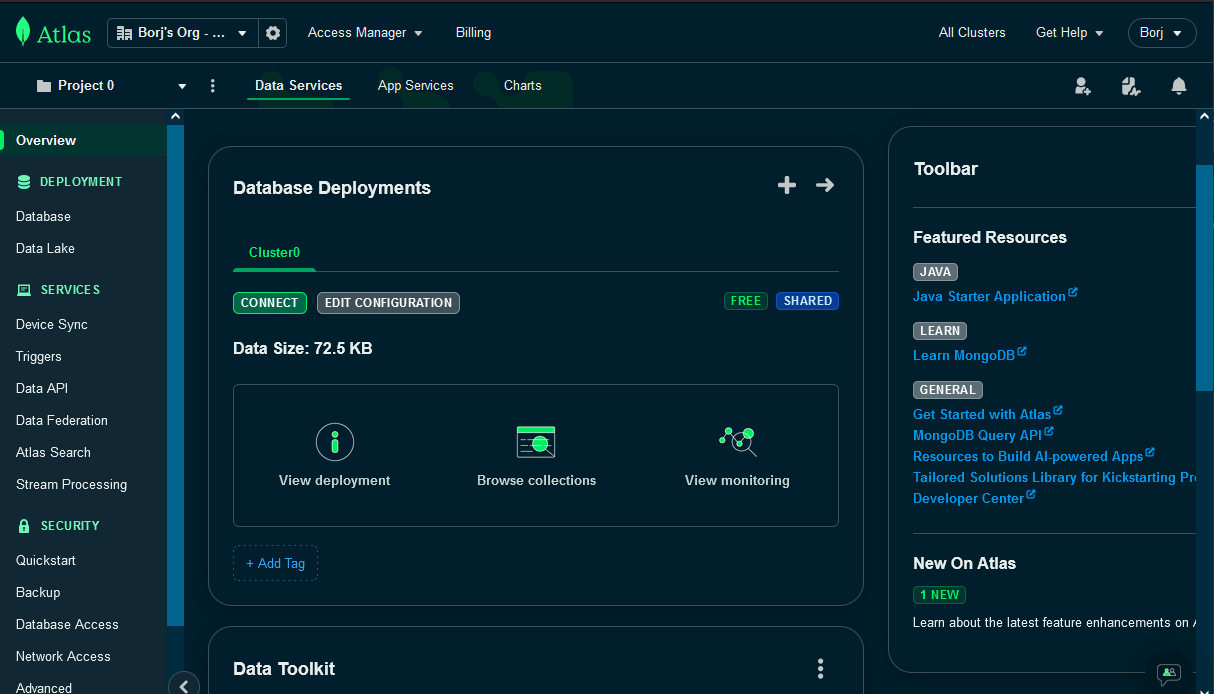 Atlas
Borj's Org - ...
Access Manager
Billing
All Clusters
Get Help
Borj
Project 0
Data Services
App Services
Charts
Overview
DEPLOYMENT
Database
Data Lake
SERVICES
Device Sync
Triggers
Data API
Data Federation
Atlas Search
Stream Processing
SECURITY
Quickstart
Backup
Database Access
Network Access
Advanced
Database Deployments
Cluster0
CONNECT
EDIT CONFIGURATION
FREE
SHARED
Data Size: 72.5 KB
View deployment
Browse collections
View monitoring
+ Add Tag
Data Toolkit
Toolbar
Featured Resources
JAVA
Java Starter Application
LEARN
Learn MongoDB
GENERAL
Get Started with Atlas
MongoDB Query API
Resources to Build AI-powered Apps
Tailored Solutions Library for Kickstarting
Developer Center
New On Atlas
1 NEW
Learn about the latest feature enhancements on